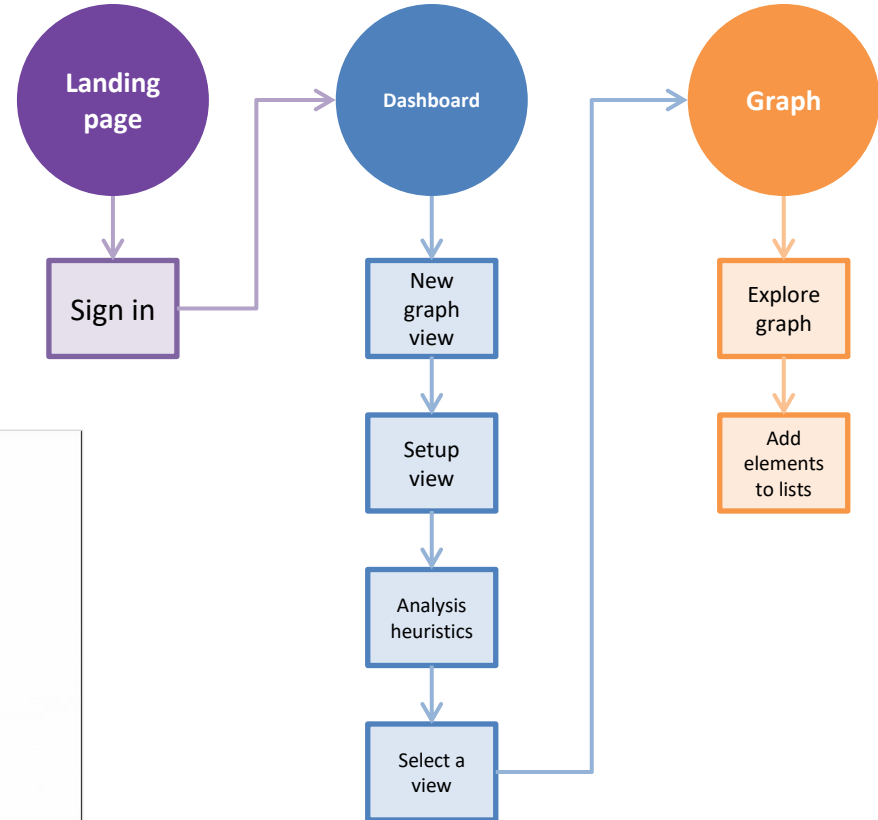 Landing
page
Sign in
Dashboard
New
graph
view
Setup
view
Analysis
heuristics
Select a
view
Graph
Explore
graph
Add
elements
to lists